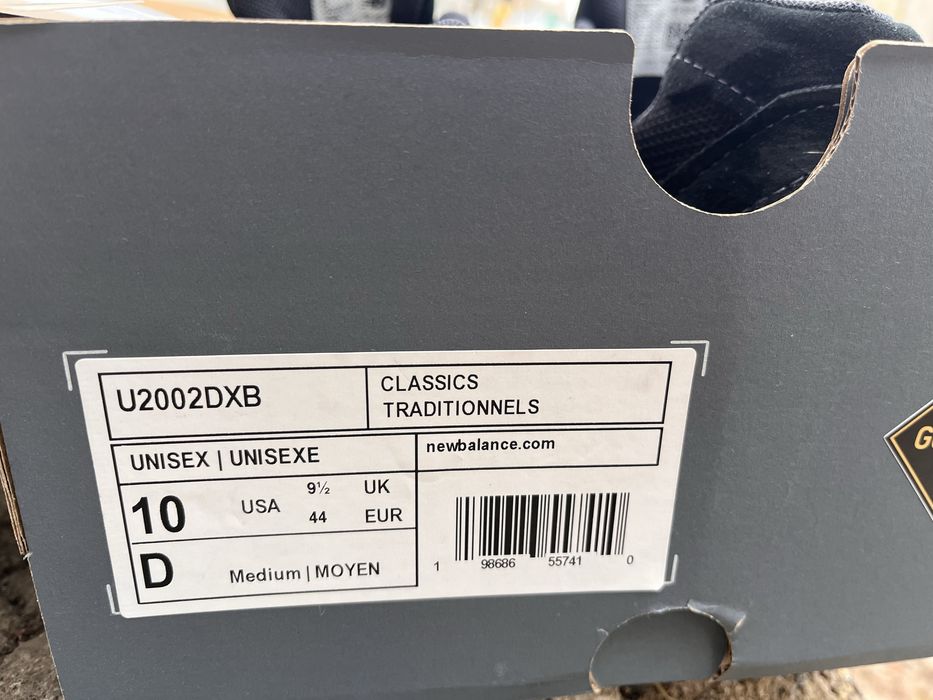 U2002DXB
CLASSICS
TRADITIONNELS
UNISEX | UNISEXE
newbalance.com
10 USA 9½ UK
44 EUR
D Medium | MOYEN
1 98686 55741 0